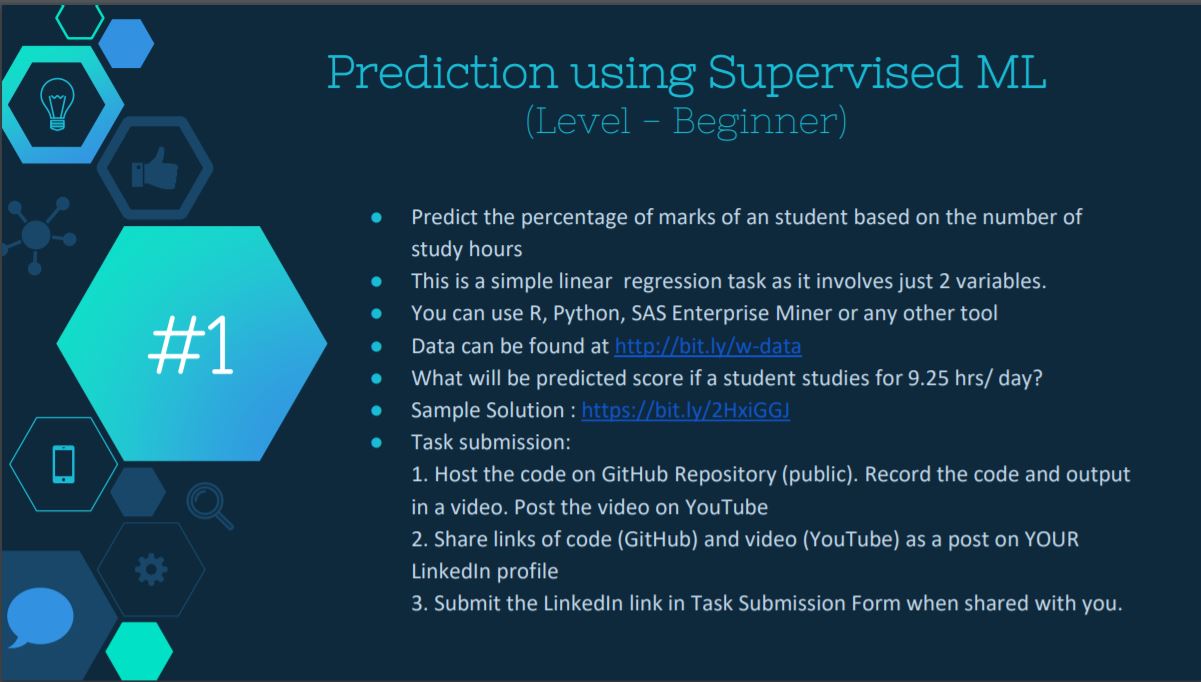 Prediction using Supervised ML
(Level – Beginner)
#1
● Predict the percentage of marks of an student based on the number of
study hours
● This is a simple linear  regression task as it involves just 2 variables.
● You can use R, Python, SAS Enterprise Miner or any other tool
● Data can be found at http://bit.ly/w-data
● What will be predicted score if a student studies for 9.25 hrs/ day?
● Sample Solution : https://bit.ly/2HxiGGJ
● Task submission:
1. Host the code on GitHub Repository (public). Record the code and output
in a video. Post the video on YouTube
2. Share links of code (GitHub) and video (YouTube) as a post on YOUR
LinkedIn profile
3. Submit the LinkedIn link in Task Submission Form when shared with you.